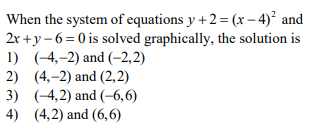 When the system of equations y + 2 = (x – 4)² and
2x + y – 6 = 0 is solved graphically, the solution is
1) (–4,–2) and (–2,2)
2) (4,–2) and (2,2)
3) (–4,2) and (–6,6)
4) (4,2) and (6,6)